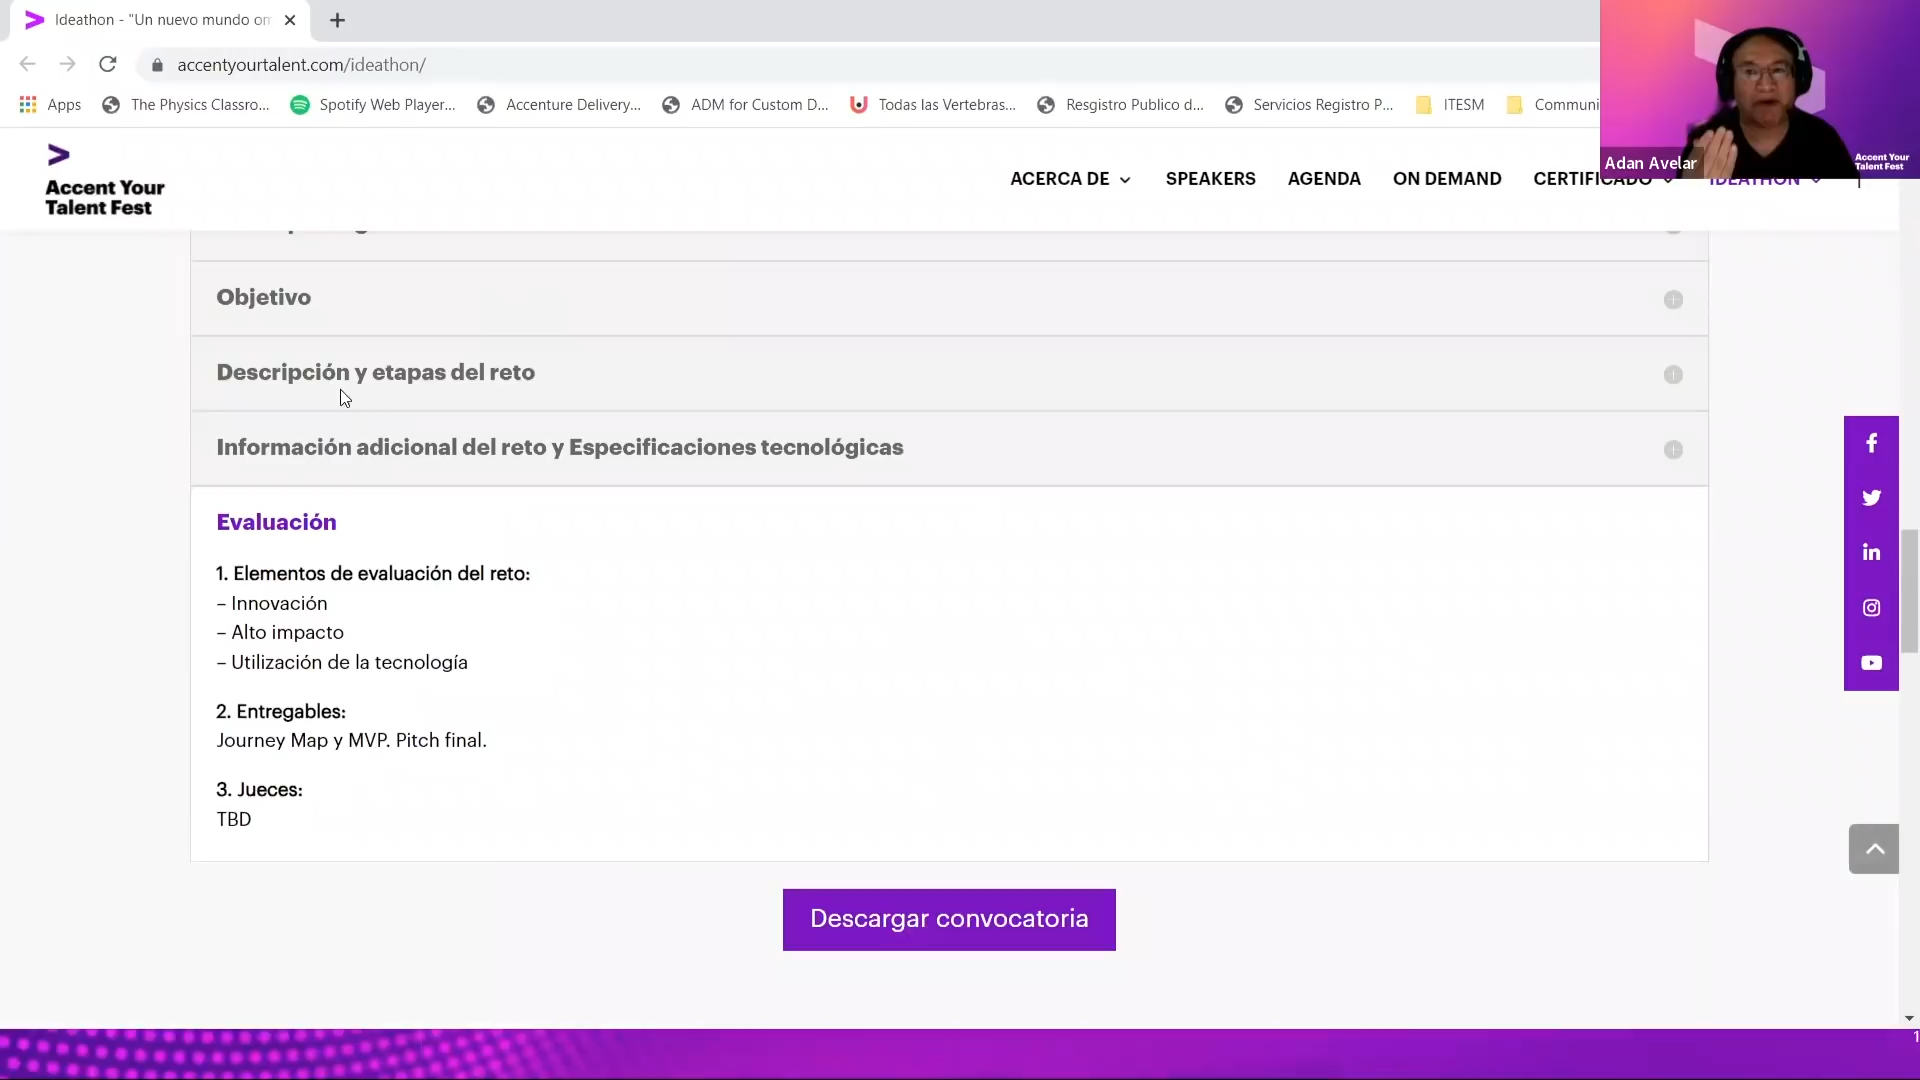 Ideathon - "Un nuevo mundo om
accentyourtalent.com/ideathon/
Apps
The Physics Classro...
Spotify Web Player...
Accenture Delivery...
ADM for Custom D...
Todas las Vertebras...
Resgistro Publico d...
Servicios Registro P...
ITESM
Communi
Adan Avelar
Accent Your
Talent Fest
Accent Your
Talent Fest
ACERCA DE
SPEAKERS
AGENDA
ON DEMAND
CERTIFICADO
IDEATHON
Objetivo
Descripción y etapas del reto
Información adicional del reto y Especificaciones tecnológicas
Evaluación
1. Elementos de evaluación del reto:
– Innovación
– Alto impacto
– Utilización de la tecnología
2. Entregables:
Journey Map y MVP. Pitch final.
3. Jueces:
TBD
Descargar convocatoria
1